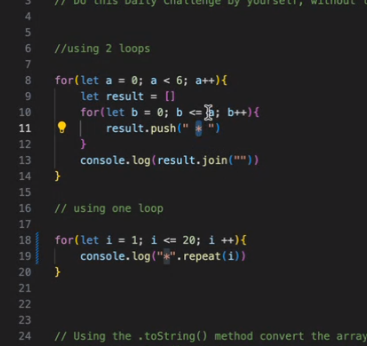 3 // Do this Daily Challenge by yourself, without
4
5
6 //using 2 loops
7
8 for(let a = 0; a < 6; a++){
9 let result = []
10 for(let b = 0; b <= a; b++){
11 result.push(" * ")
12 }
13 console.log(result.join(""))
14 }
15
16 // using one loop
17
18 for(let i = 1; i <= 20; i ++){
19 console.log("*".repeat(i))
20 }
21
22
23
24 // Using the .toString() method convert the array